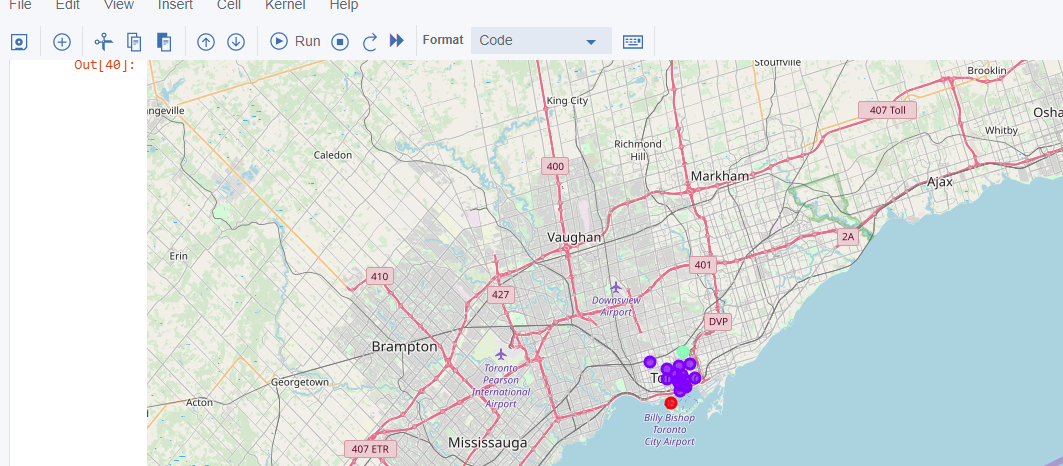 File Edit View Insert Cell Kernel Help
Run
Format Code
Out[40]:
Stouffville
Brooklin
angeville
King City
407 Toll
Osha
Whitby
Richmond
Hill
Caledon
400
Markham
Ajax
Vaughan
2A
Erin
401
410
427
Downsview
Airport
DVP
Brampton
Toronto
Pearson
International
Airport
Georgetown
To
Acton
Billy Bishop
Toronto
City Airport
Mississauga
407 ETR